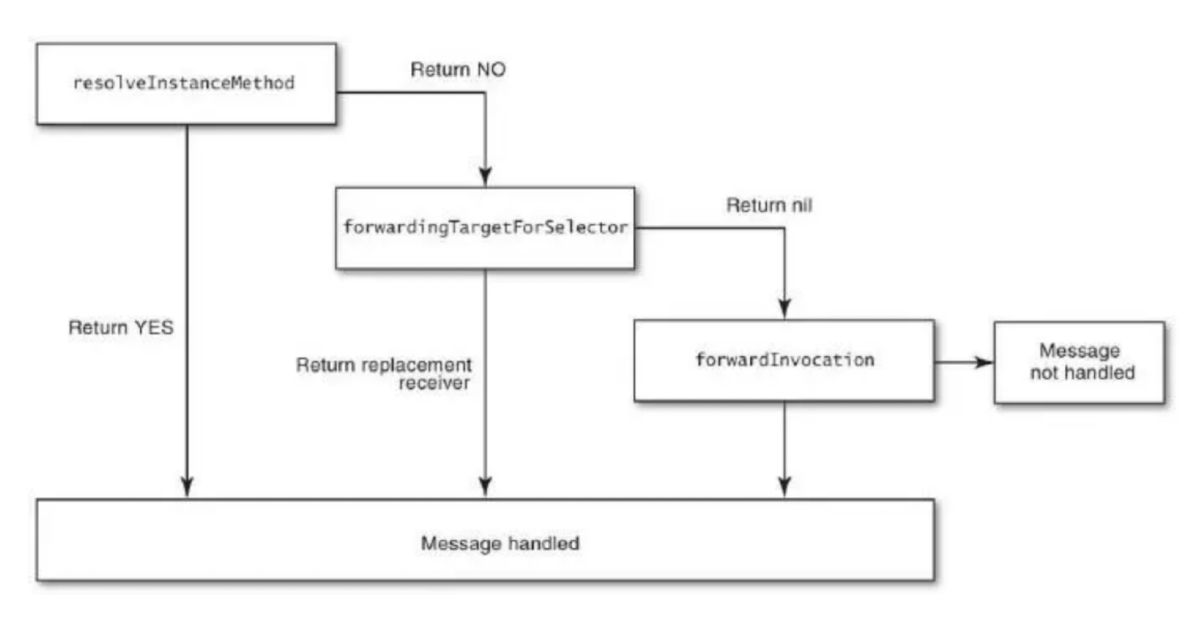 Return NO
resolveInstanceMethod
Return nil
forwardingTargetForSelector
Return YES
Message
not handled
forwardInvocation
Return replacement
receiver
Message handled